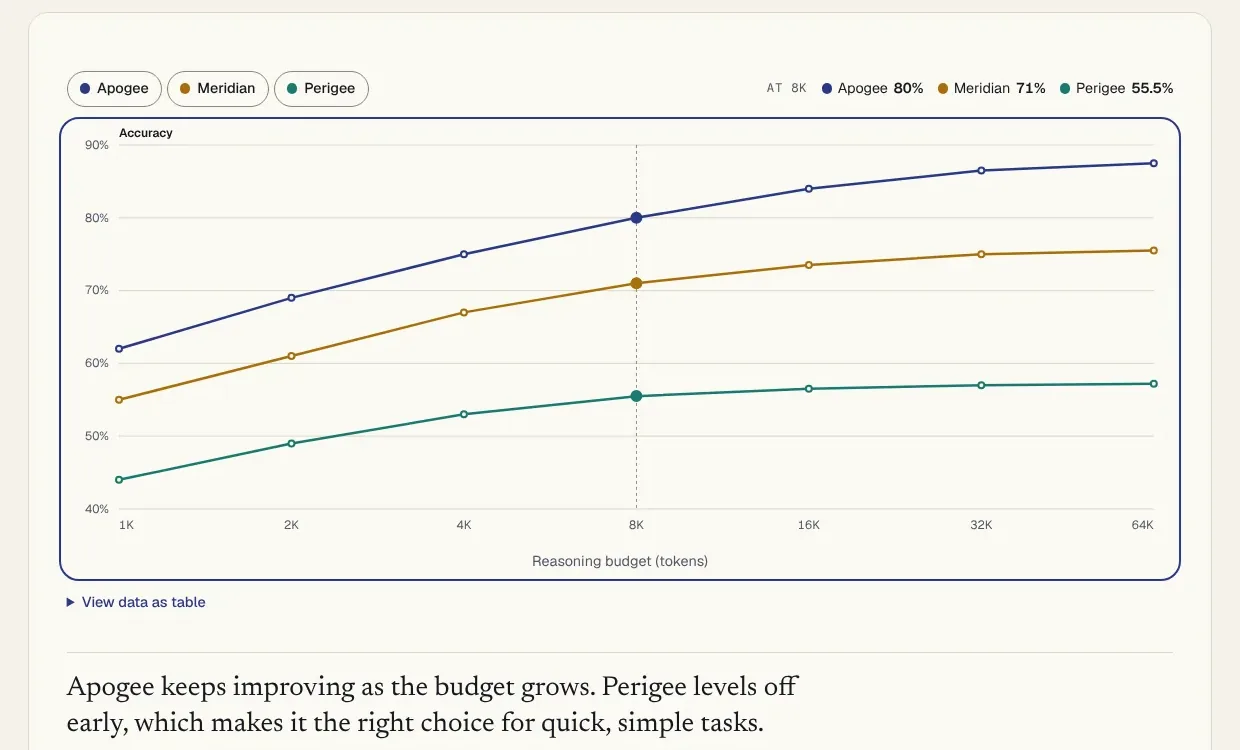 Apogee Meridian Perigee
AT 8K Apogee 80% Meridian 71% Perigee 55.5%
Accuracy
90%
80%
70%
60%
50%
40%
1K 2K 4K 8K 16K 32K 64K
Reasoning budget (tokens)
View data as table
Apogee keeps improving as the budget grows. Perigee levels off
early, which makes it the right choice for quick, simple tasks.